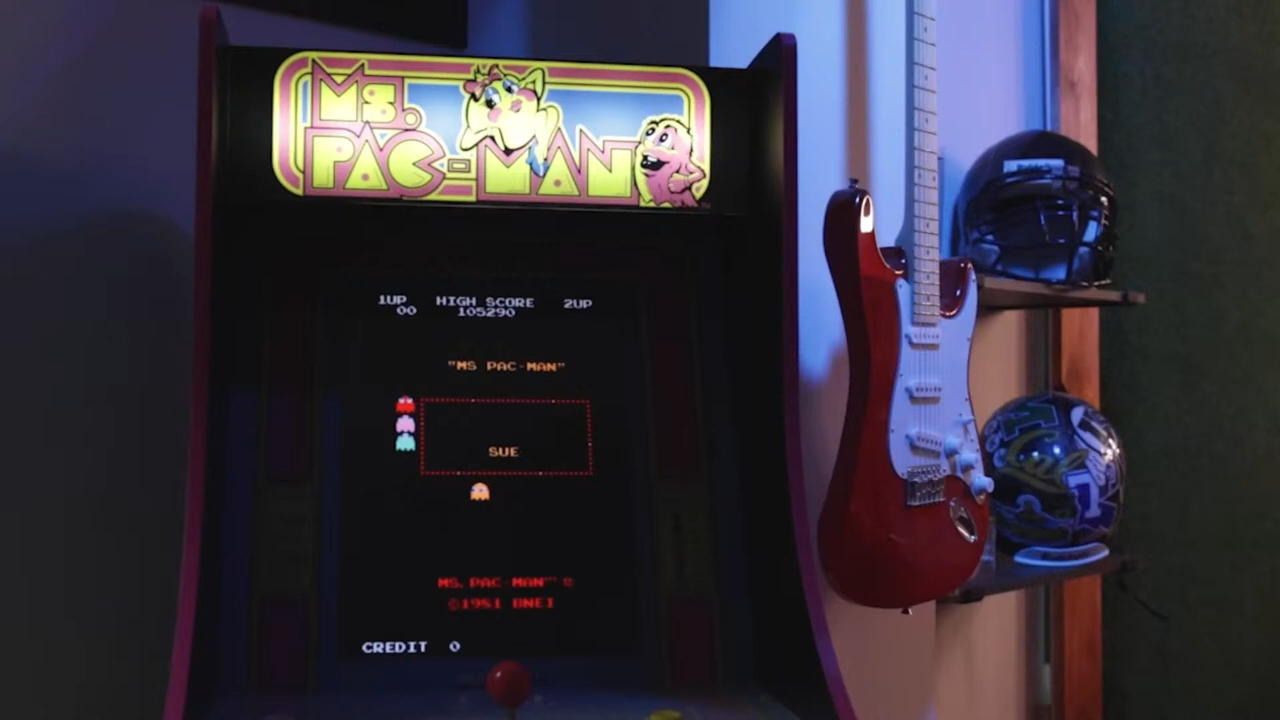 MS.
PAC-MAN
1UP HIGH SCORE 2UP
00 105290
"MS PAC-MAN"
SUE
MS. PAC-MAN™ ©
©1981 BNEI
CREDIT 0
Cal